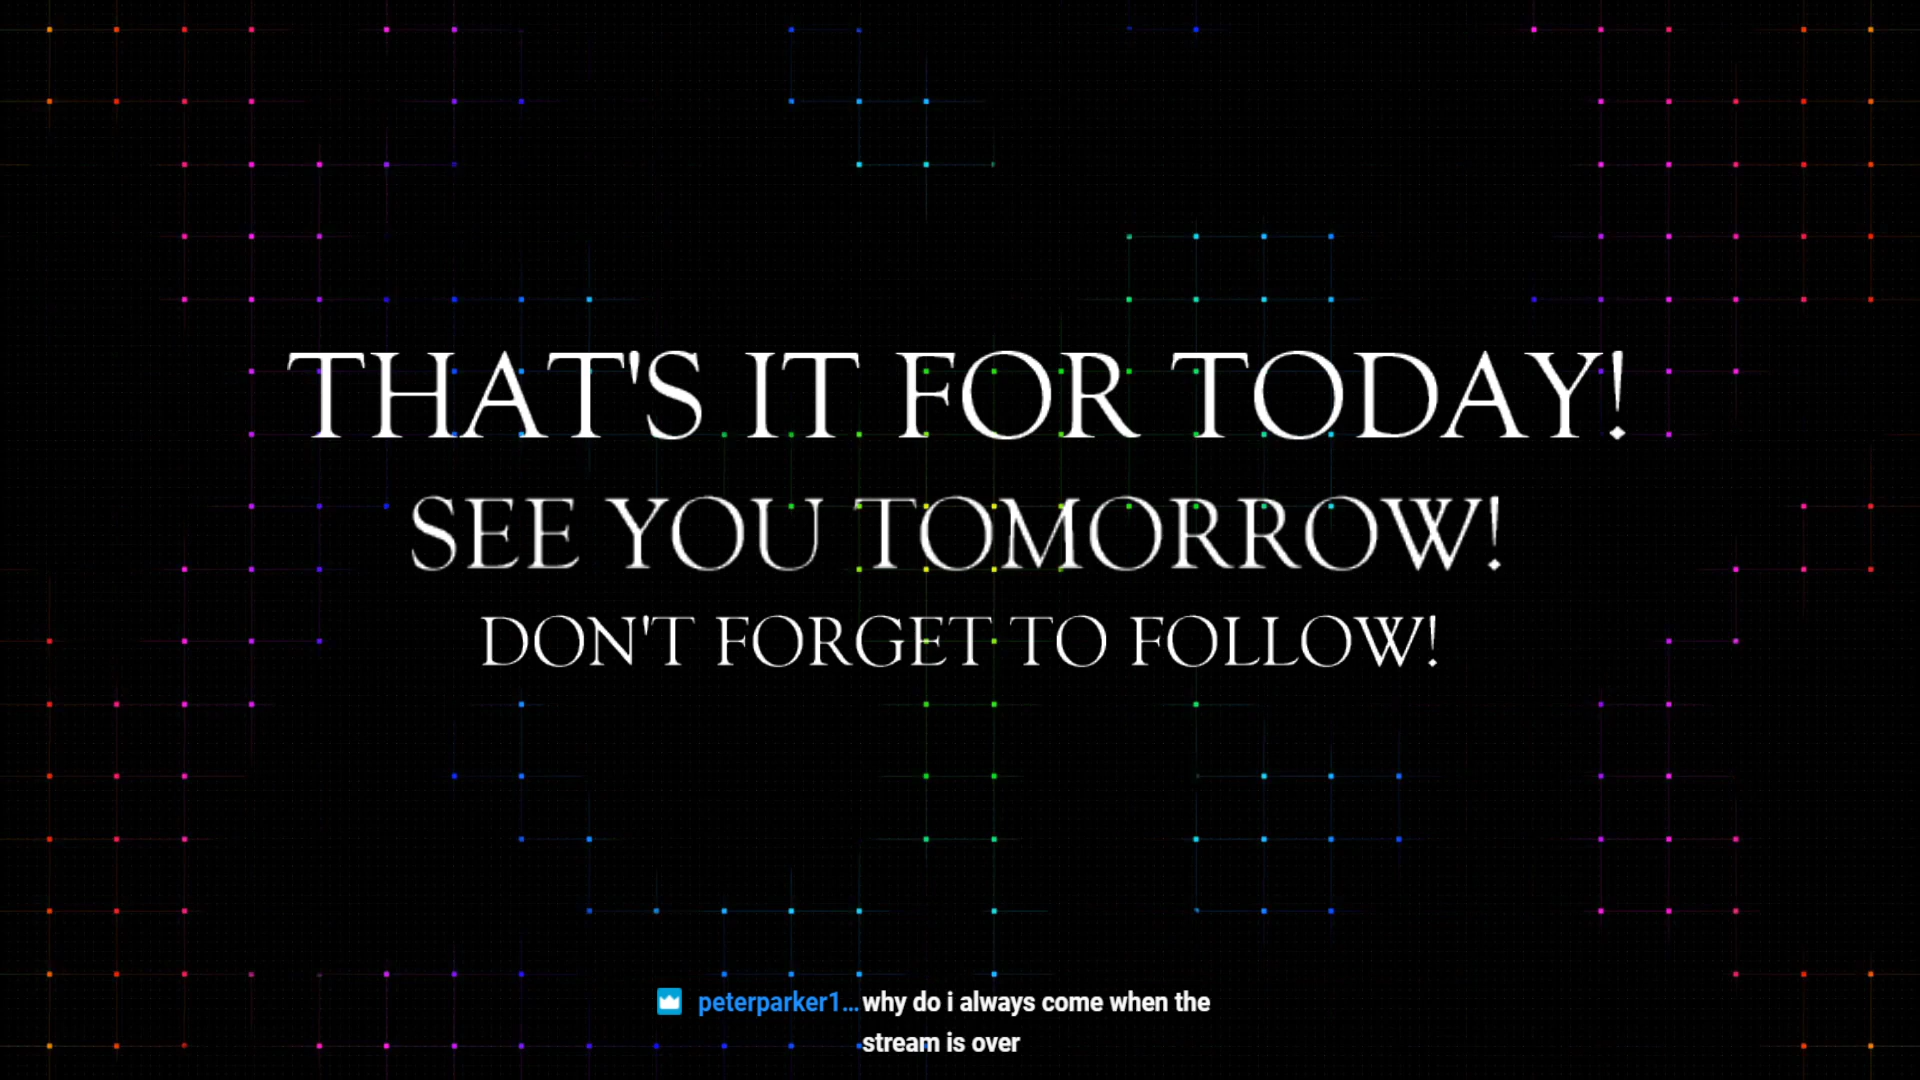 THAT'S IT FOR TODAY!
SEE YOU TOMORROW!
DON'T FORGET TO FOLLOW!
peterparker1... why do i always come when the
stream is over